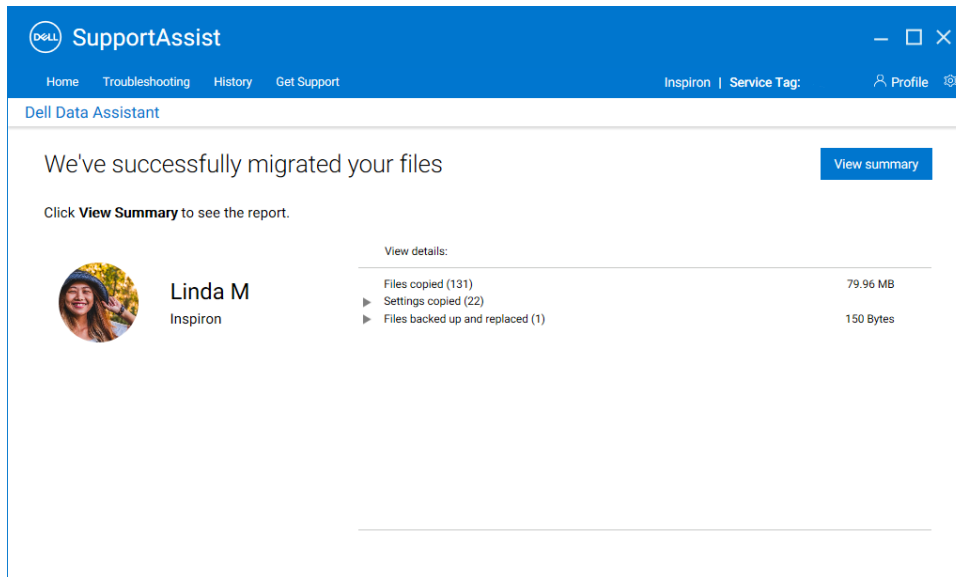 DELL SupportAssist
Home Troubleshooting History Get Support Inspiron | Service Tag: Profile
Dell Data Assistant
We've successfully migrated your files View summary
Click View Summary to see the report.
View details:
Files copied (131) 79.96 MB
Linda M
Settings copied (22)
Inspiron
Files backed up and replaced (1) 150 Bytes